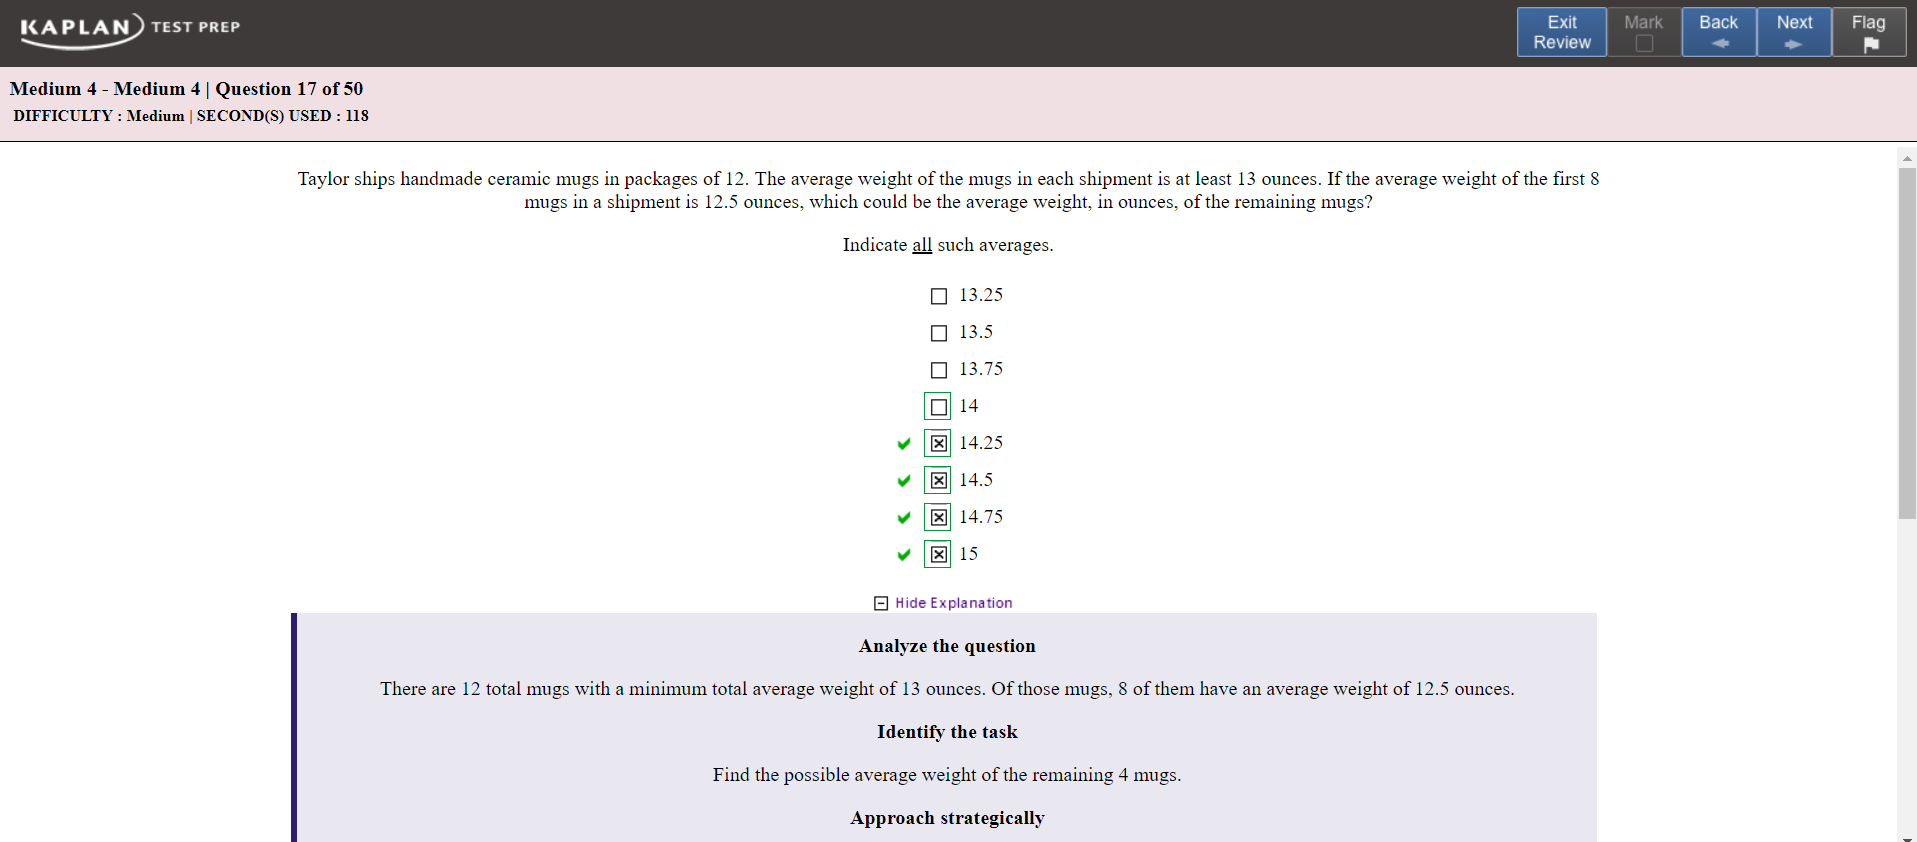 KAPLAN TEST PREP
Exit Review
Mark
Back
Next
Flag
Medium 4 - Medium 4 | Question 17 of 50
DIFFICULTY : Medium | SECOND(S) USED : 118
Taylor ships handmade ceramic mugs in packages of 12. The average weight of the mugs in each shipment is at least 13 ounces. If the average weight of the first 8
mugs in a shipment is 12.5 ounces, which could be the average weight, in ounces, of the remaining mugs?
Indicate all such averages.
13.25
13.5
13.75
14
14.25
14.5
14.75
15
Hide Explanation
Analyze the question
There are 12 total mugs with a minimum total average weight of 13 ounces. Of those mugs, 8 of them have an average weight of 12.5 ounces.
Identify the task
Find the possible average weight of the remaining 4 mugs.
Approach strategically